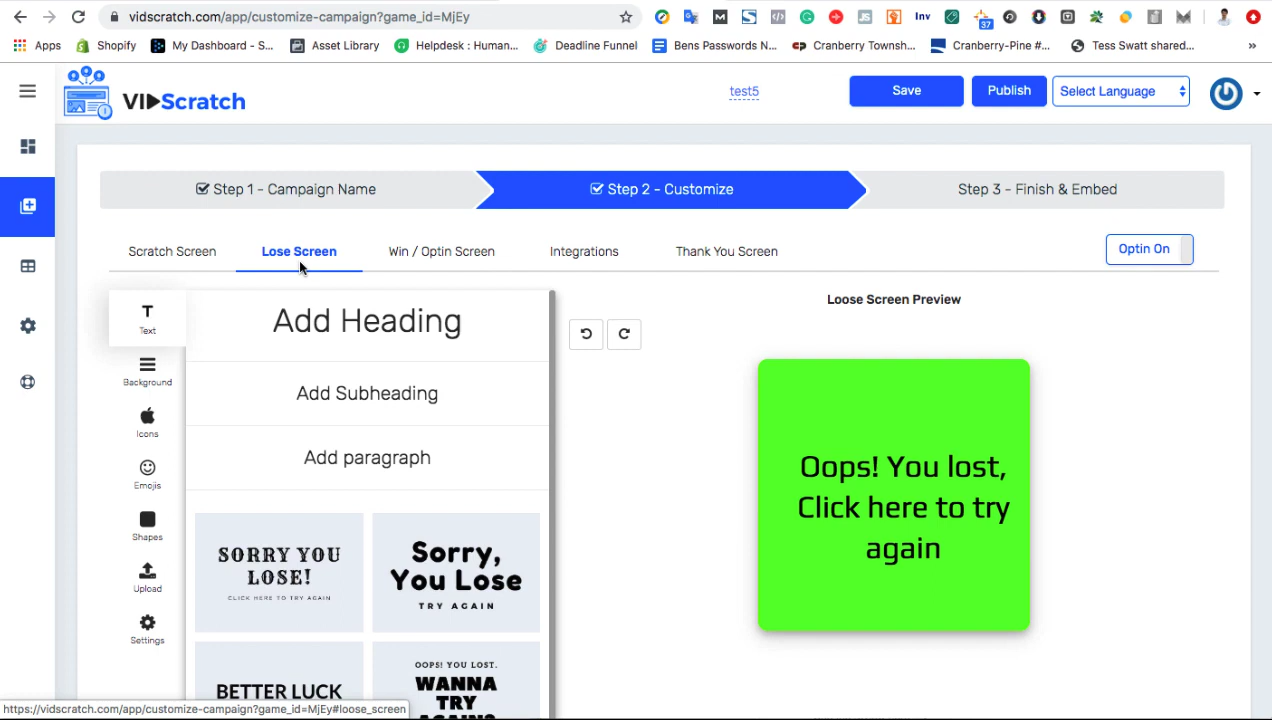 vidscratch.com/app/customize-campaign?game_id=MjEy
Inv
37
Apps
Shopify
My Dashboard - S...
Asset Library
Helpdesk : Human...
Deadline Funnel
Bens Passwords N...
Cranberry Townsh...
Cranberry-Pine #...
Tess Swatt shared...
»
VIDScratch
test5
Save
Publish
Select Language
Step 1 - Campaign Name
Step 2 - Customize
Step 3 - Finish & Embed
Scratch Screen
Lose Screen
Win / Optin Screen
Integrations
Thank You Screen
Optin On
Text
Background
Icons
Emojis
Shapes
Upload
Settings
Add Heading
Add Subheading
Add paragraph
SORRY YOU
LOSE!
CLICK HERE TO TRY AGAIN
Sorry,
You Lose
TRY AGAIN
BETTER LUCK
OOPS! YOU LOST.
WANNA
TRY
AGAIN?
Loose Screen Preview
Oops! You lost,
Click here to try
again
https://vidscratch.com/app/customize-campaign?game_id=MjEy#loose_screen